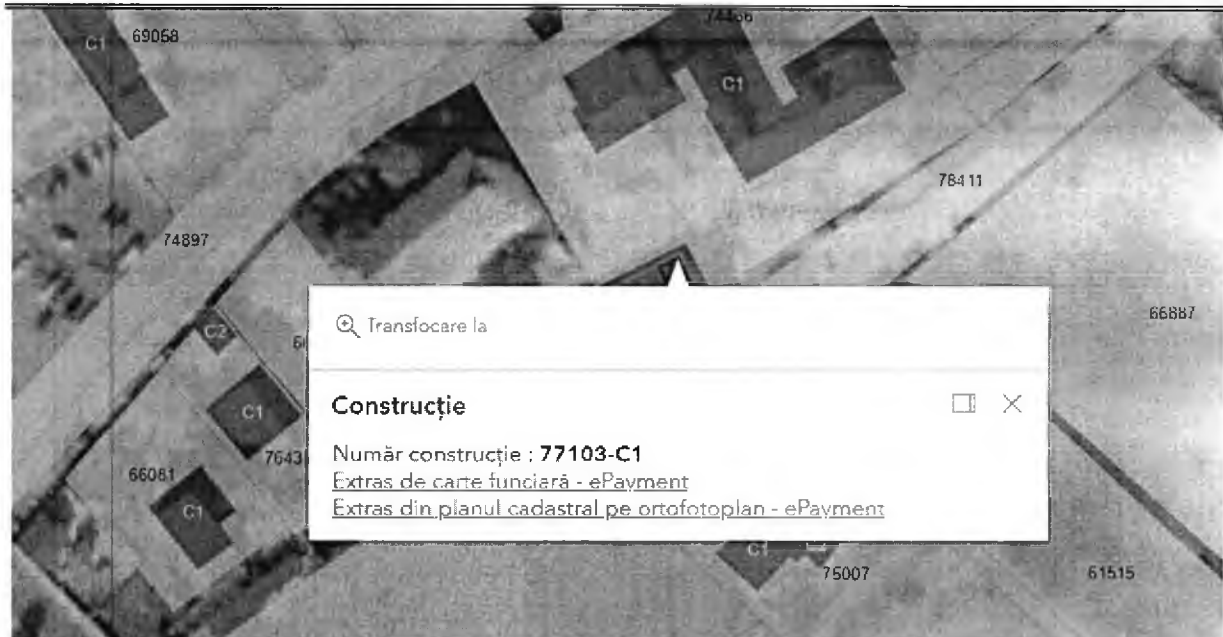 74466
69058
C1
C1
78411
74897
66887
C2
Transfocare la
C1
Construcție
Număr construcție : 77103-C1
66081
Extras de carte funciară - ePayment
C1
Extras din planul cadastral pe ortofotoplan - ePayment
C1
75007
61515